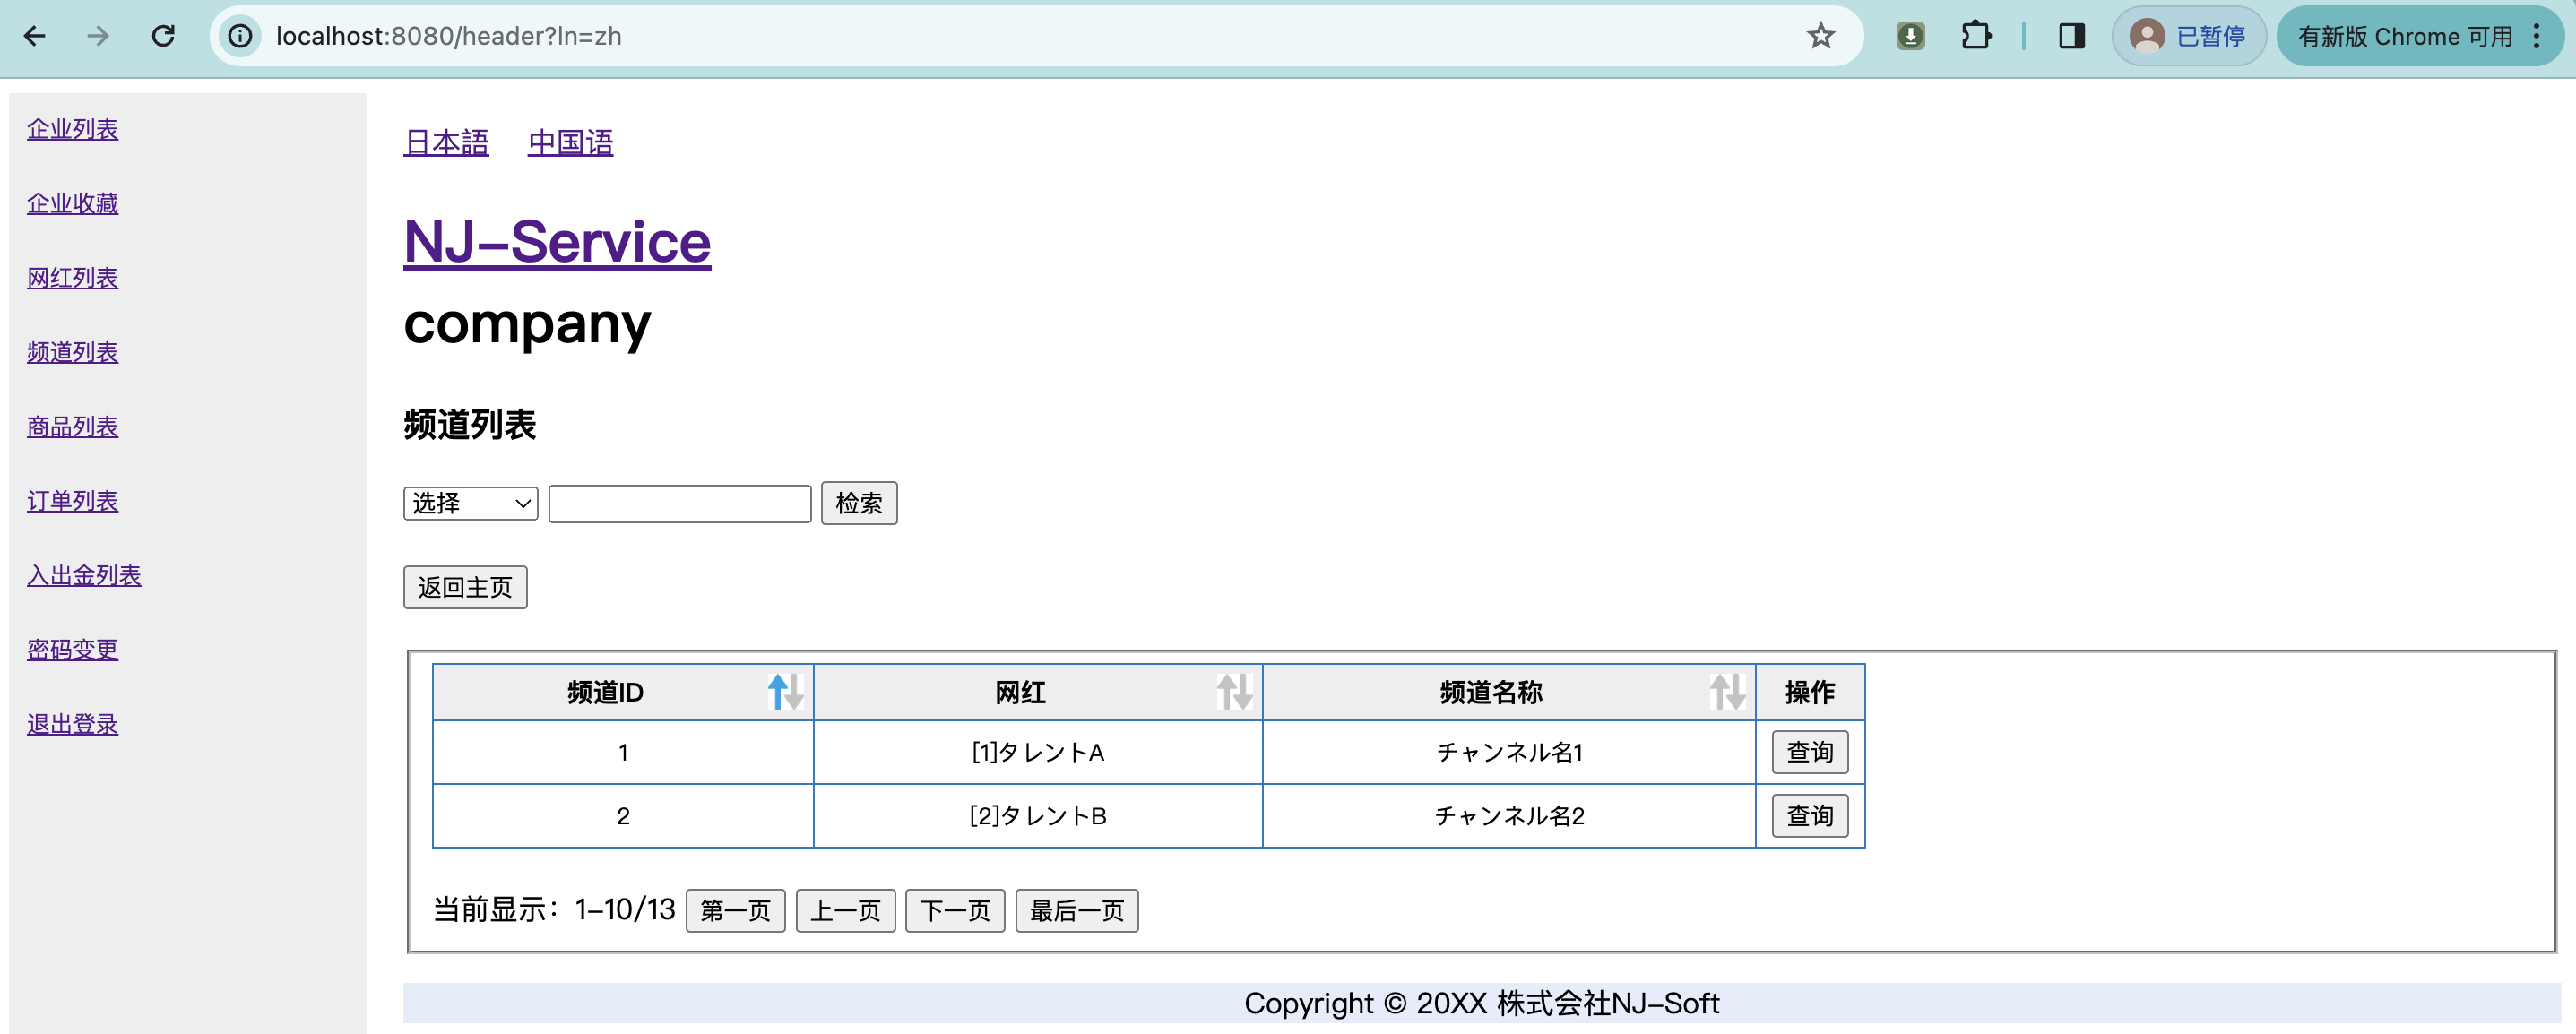 localhost:8080/header?ln=zh
已暂停
有新版 Chrome 可用
企业列表
企业收藏
网红列表
频道列表
商品列表
订单列表
入出金列表
密码变更
退出登录
日本語 中国语
NJ-Service
company
频道列表
选择 检索
返回主页
频道ID 网红 频道名称 操作
1 [1]タレントA チャンネル名1 查询
2 [2]タレントB チャンネル名2 查询
当前显示：1-10/13 第一页 上一页 下一页 最后一页
Copyright © 20XX 株式会社NJ-Soft